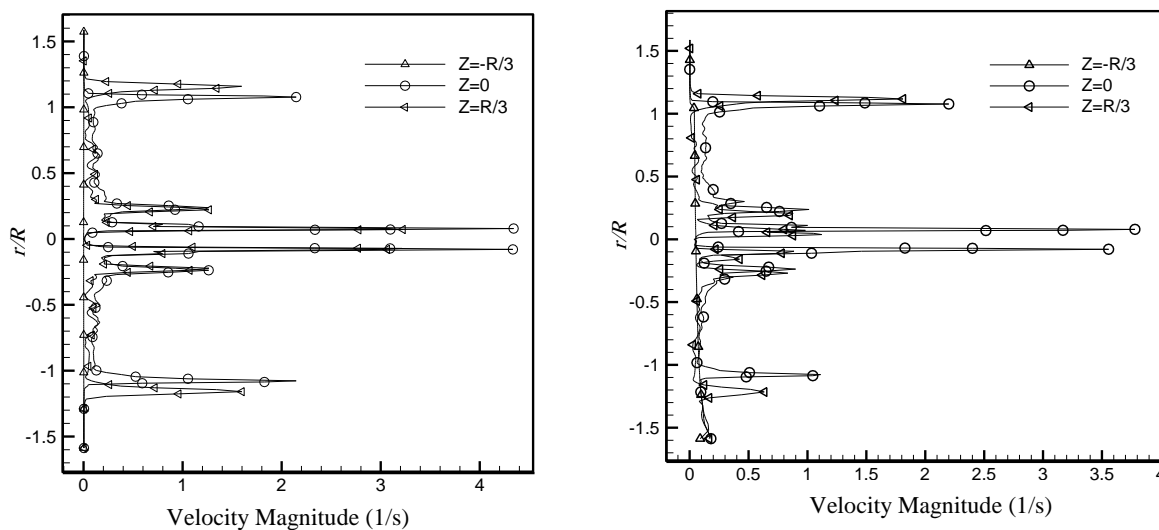 1.5
1
0.5
0
-0.5
-1
-1.5
r/R
Z=-R/3
Z=0
Z=R/3
0 1 2 3 4
Velocity Magnitude (1/s)
1.5
1
0.5
0
-0.5
-1
-1.5
r/R
Z=-R/3
Z=0
Z=R/3
0 0.5 1 1.5 2 2.5 3 3.5 4
Velocity Magnitude (1/s)